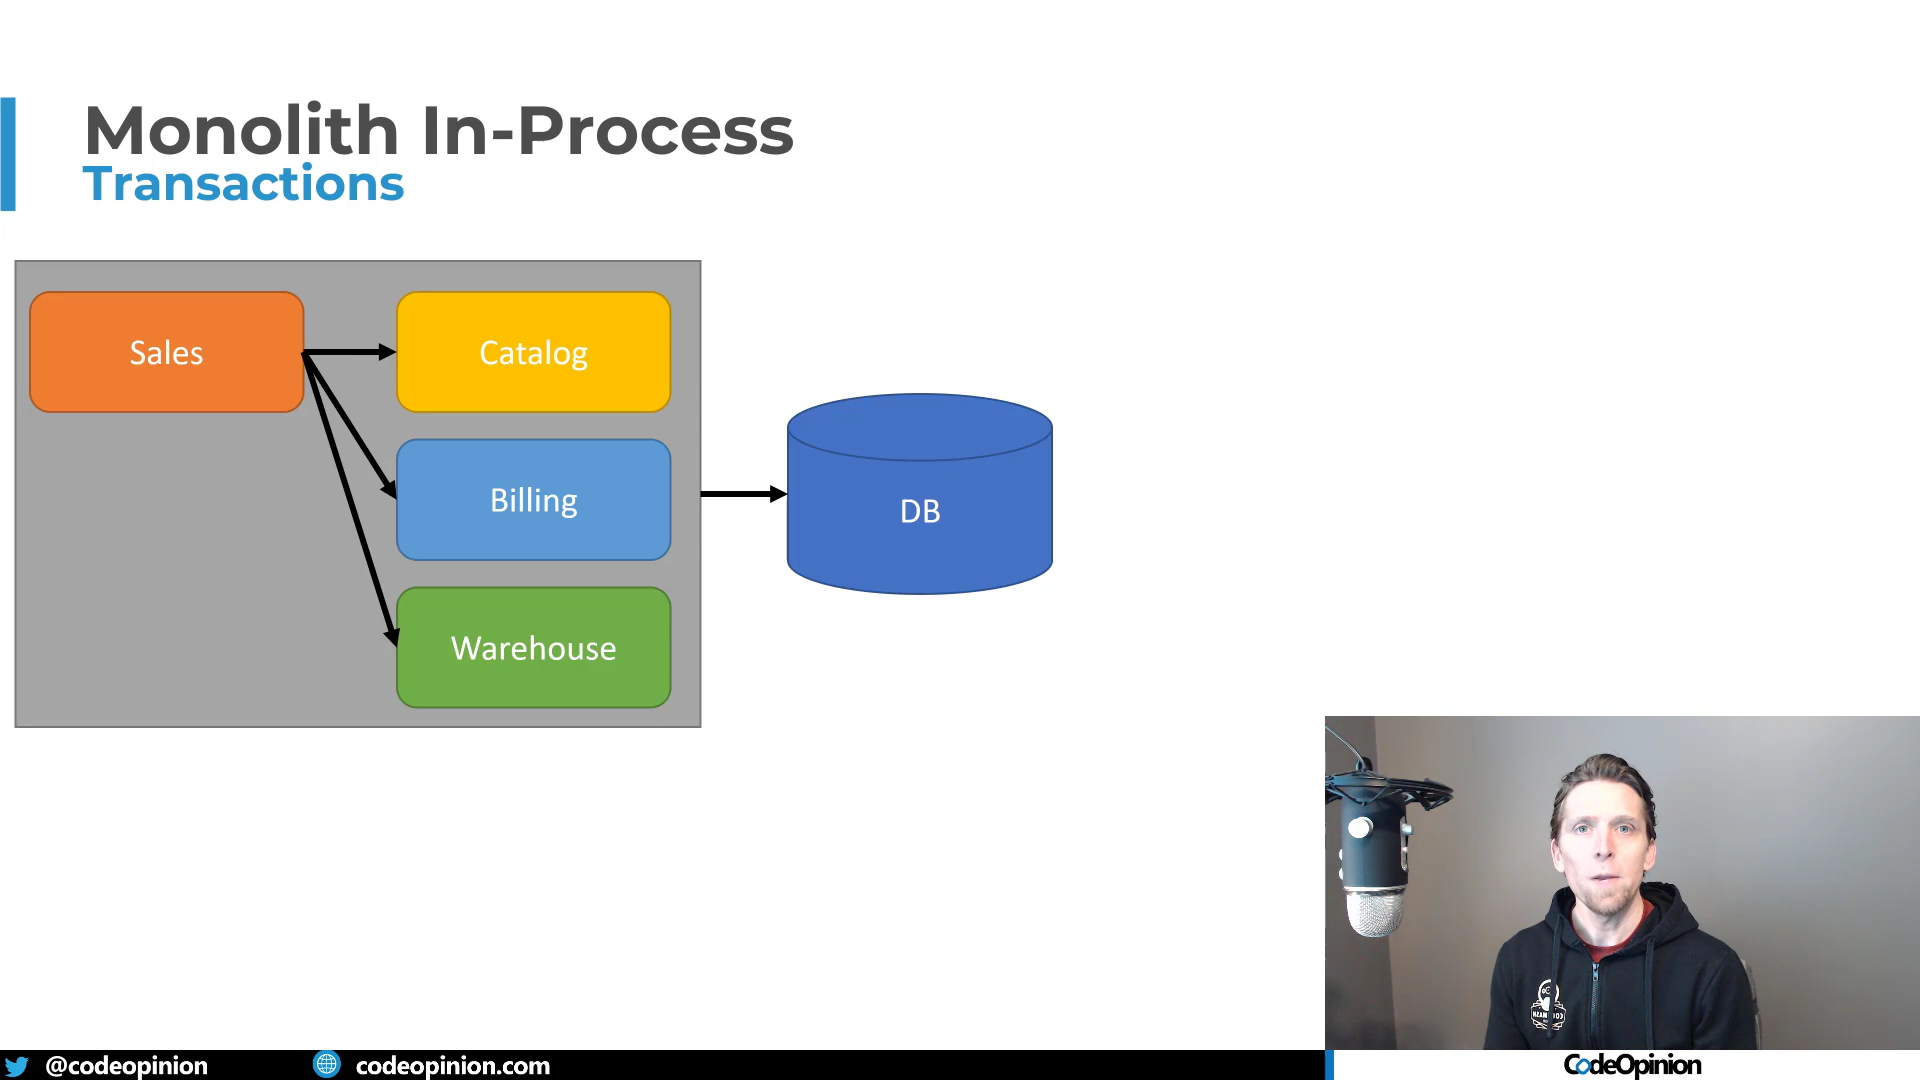 Monolith In-Process
Transactions
Sales
Catalog
Billing
DB
Warehouse
@codeopinion
codeopinion.com
CodeOpinion